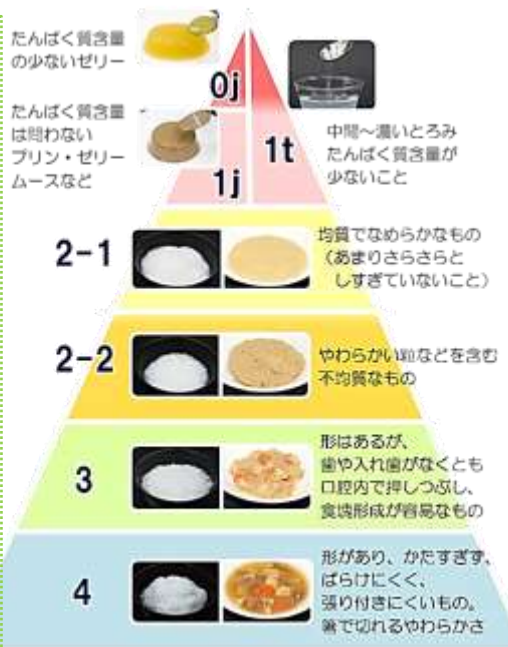 たんぱく質含量
の少ないゼリー
0j
たんぱく質含量
は問わない
プリン・ゼリー
ムースなど
1j
1t
中間～濃いとろみ
たんぱく質含量が
少ないこと
2-1
均質でなめらかなもの
（あまりさらさらと
しすぎていないこと）
2-2
やわらかい粒などを含む
不均質なもの
3
形はあるが、
歯や入れ歯がなくとも
口腔内で押しつぶし、
食塊形成が容易なもの
4
形があり、かたすぎず、
ばらけにくく、
張り付きにくいもの。
箸で切れるやわらかさ